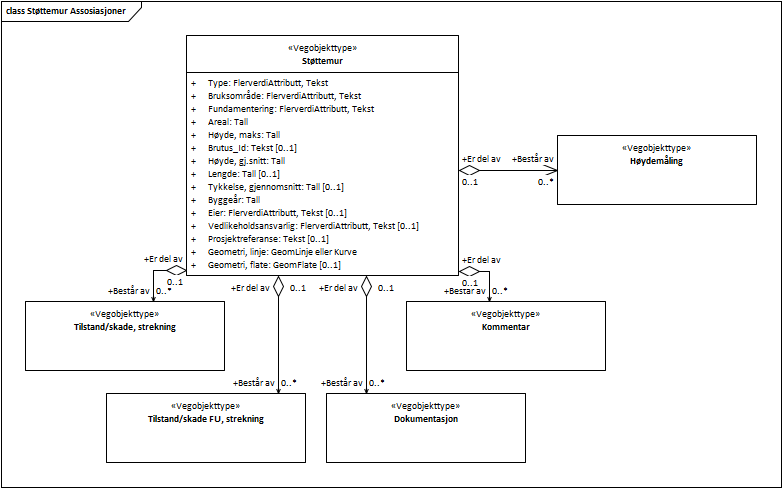 class Støttemur Assosiasjoner
«Vegobjekttype»
Støttemur
+ Type: FlerverdiAttributt, Tekst
+ Bruksområde: FlerverdiAttributt, Tekst
+ Fundamentering: FlerverdiAttributt, Tekst
+ Areal: Tall
+ Høyde, maks: Tall
+ Brutus_Id: Tekst [0..1]
+ Høyde, gj.snitt: Tall
+ Lengde: Tall [0..1]
+ Tykkelse, gjennomsnitt: Tall [0..1]
+ Byggeår: Tall
+ Eier: FlerverdiAttributt, Tekst [0..1]
+ Vedlikeholdsansvarlig: FlerverdiAttributt, Tekst [0..1]
+ Prosjektreferanse: Tekst [0..1]
+ Geometri, linje: GeomLinje eller Kurve
+ Geometri, flate: GeomFlate [0..1]
+Er del av +Består av
0..1 0..*
«Vegobjekttype»
Høydemåling
+Er del av
0..1
+Består av 0..*
«Vegobjekttype»
Tilstand/skade, strekning
+Er del av 0..1
+Består av 0..*
«Vegobjekttype»
Tilstand/skade FU, strekning
+Er del av 0..1
+Består av 0..*
«Vegobjekttype»
Dokumentasjon
+Er del av
0..1
+Består av 0..*
«Vegobjekttype»
Kommentar